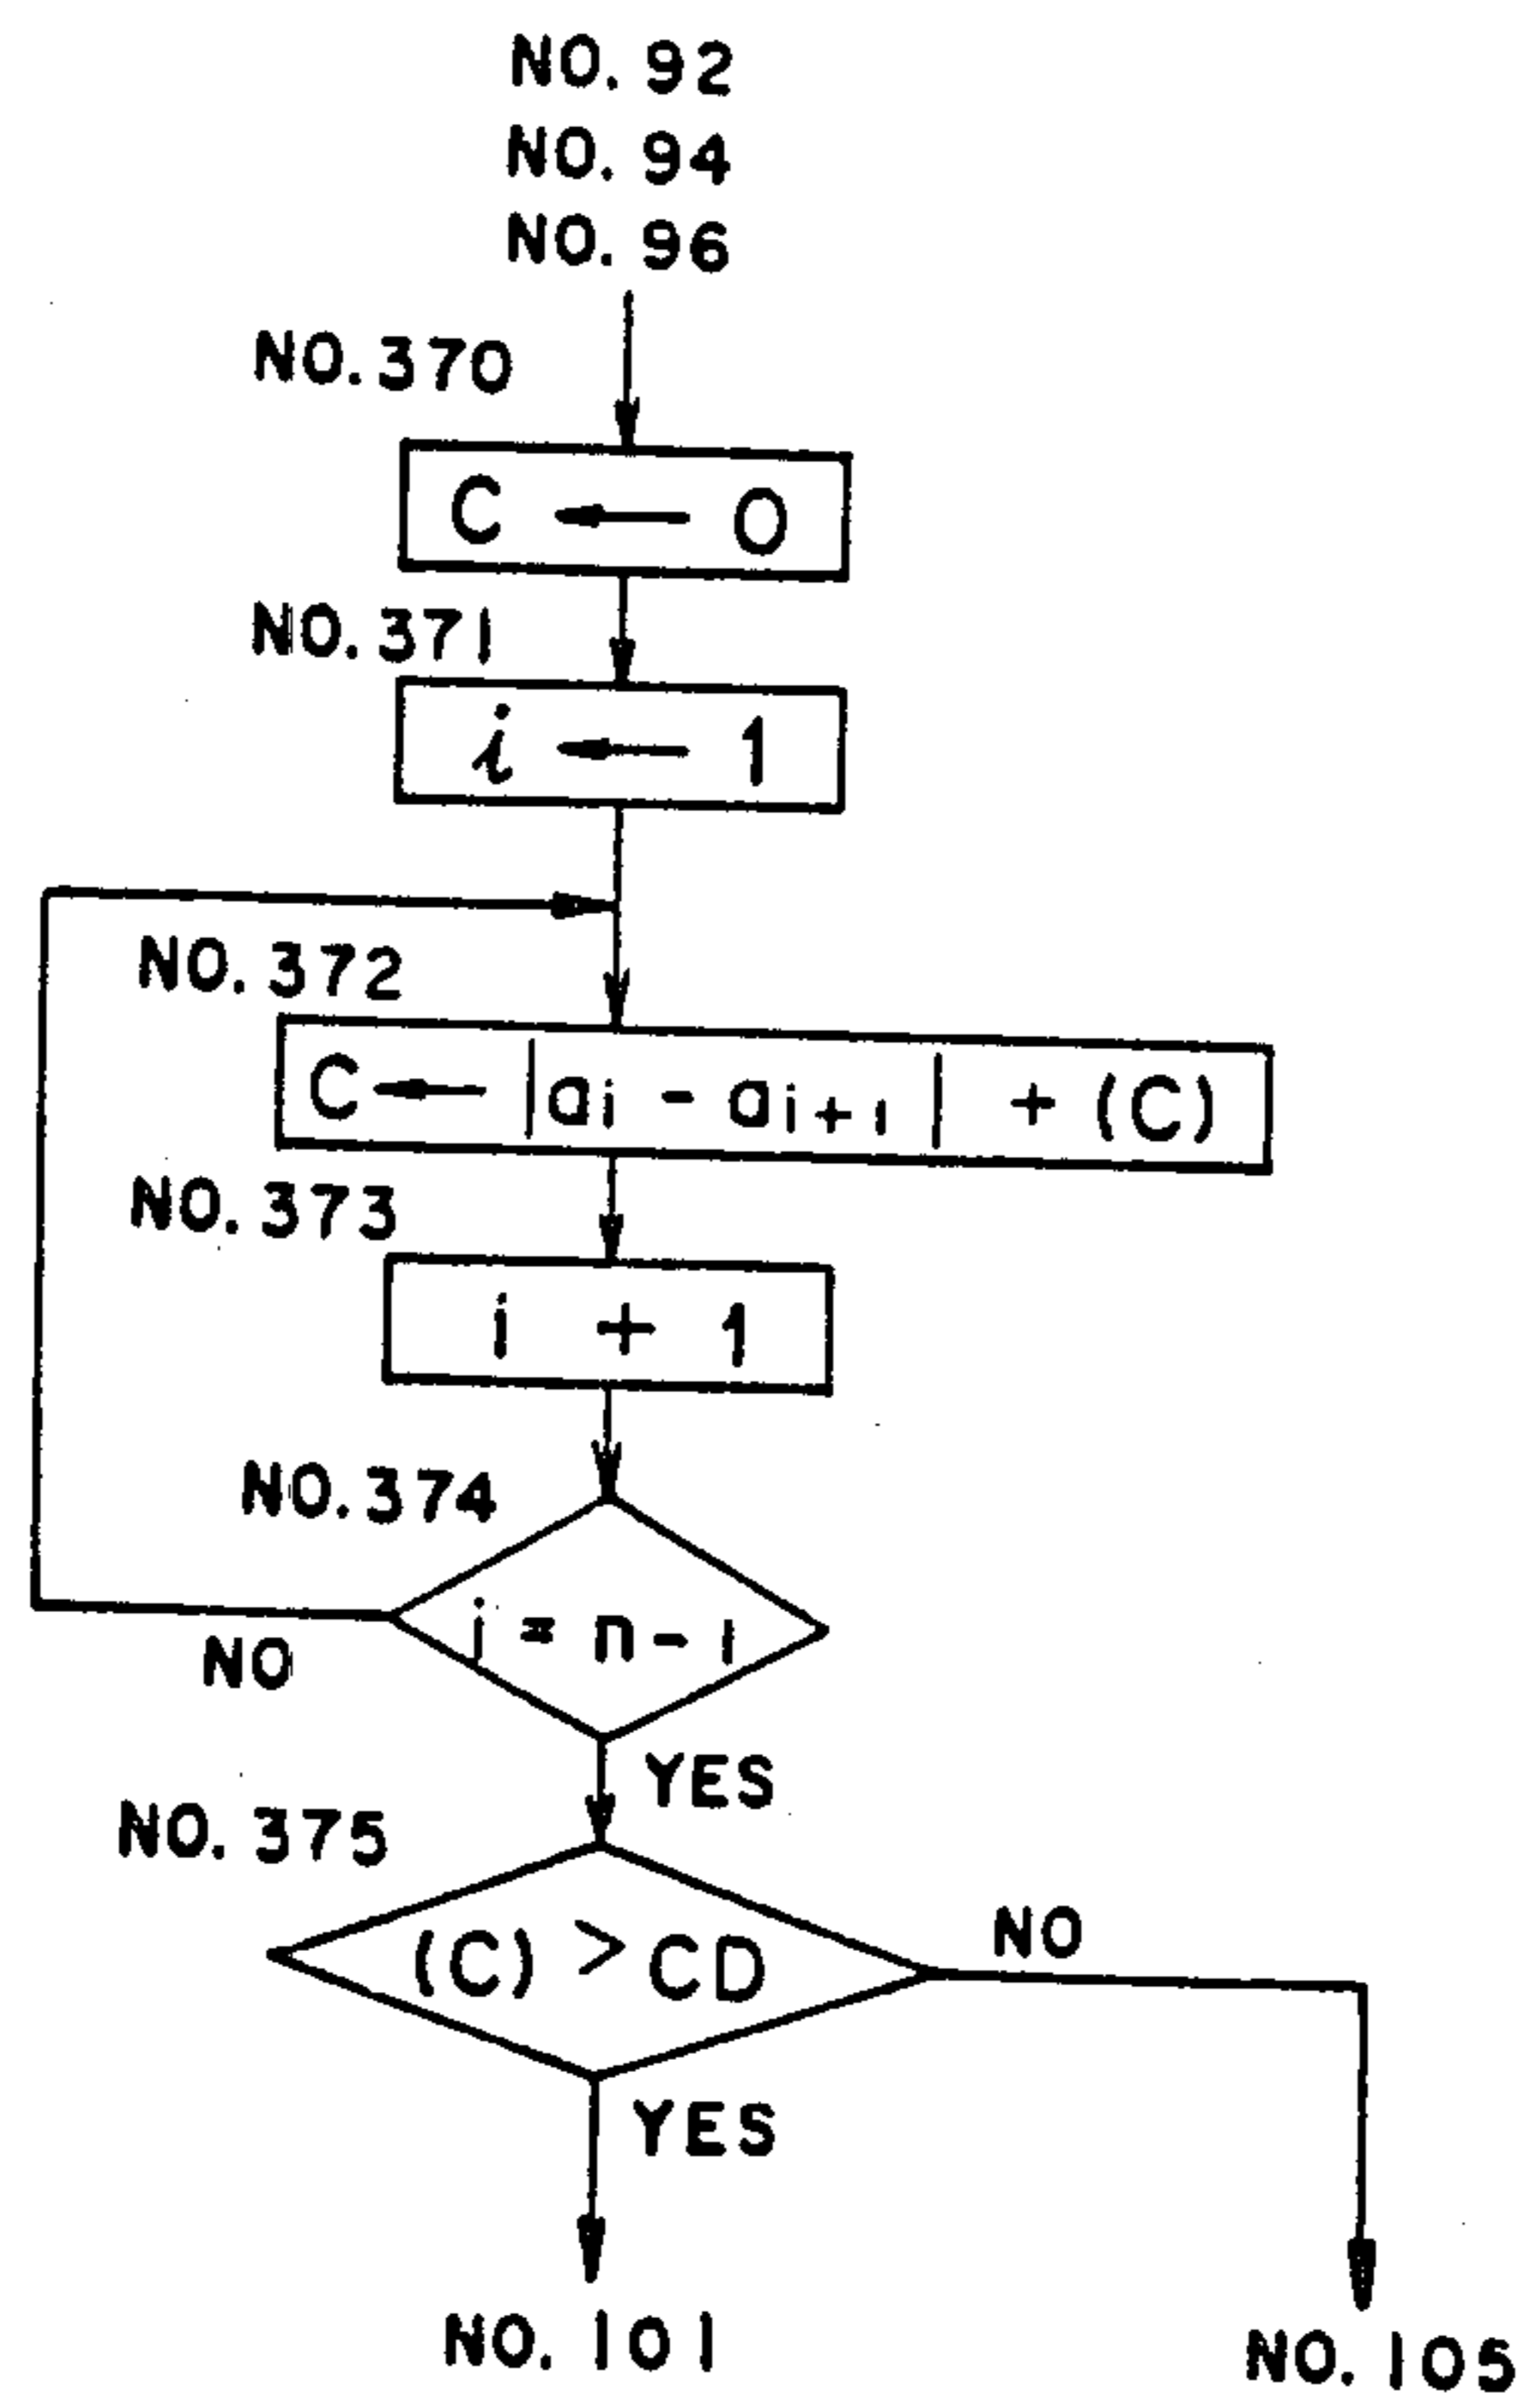 NO. 92
NO. 94
NO. 96
NO. 370
C ← 0
NO. 371
i ← 1
NO. 372
C ← |ai - ai+1| + (C)
NO. 373
i + 1
NO. 374
i = n - 1
NO
YES
NO. 375
(C) > CD
NO
YES
NO. 101
NO. 105